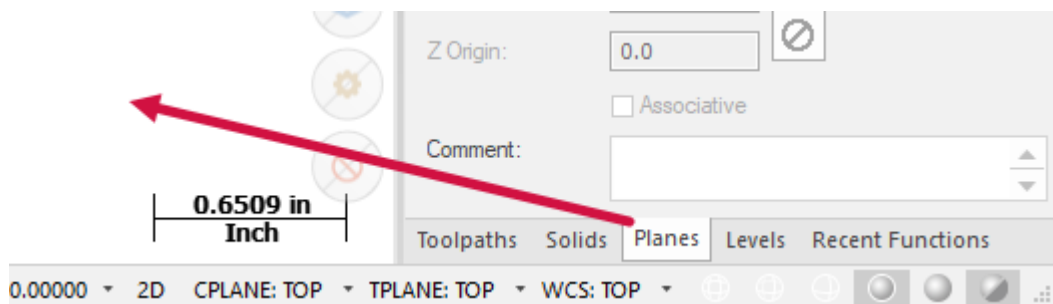 Z Origin: 0.0
Associative
Comment:
0.6509 in
Inch
Toolpaths Solids Planes Levels Recent Functions
0.00000 2D CPLANE: TOP TPLANE: TOP WCS: TOP